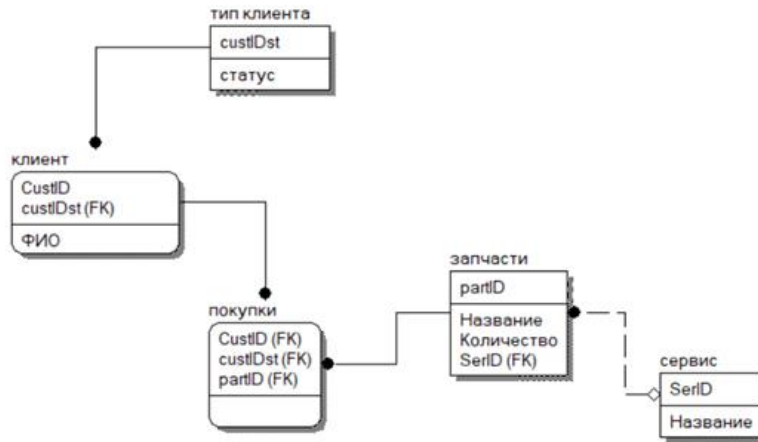 тип клиента
custIDst
статус
клиент
CustID
custIDst (FK)
ФИО
покупки
CustID (FK)
custIDst (FK)
partID (FK)
запчасти
partID
Название
Количество
SerID (FK)
сервис
SerID
Название